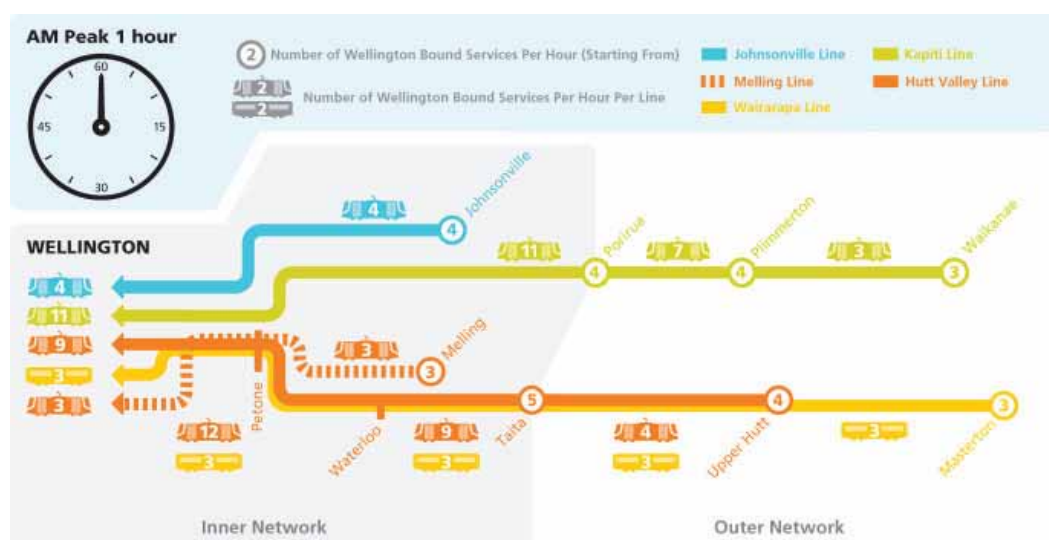 AM Peak 1 hour
60
45
15
30
2 Number of Wellington Bound Services Per Hour (Starting From)
2
2
Number of Wellington Bound Services Per Hour Per Line
Johnsonville Line
Kapiti Line
Melling Line
Hutt Valley Line
Wairarapa Line
WELLINGTON
4
4
Johnsonville
11
4
Porirua
7
4
Plimmerton
3
3
Waikanae
4
11
9
3
3
Petone
3
3
Melling
12
3
Waterloo
9
3
5
Taita
4
3
4
Upper Hutt
3
3
Masterton
Inner Network
Outer Network